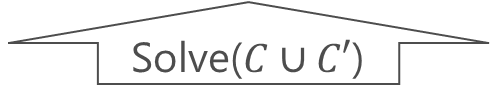 Solve(𝐶 ∪ 𝐶′)